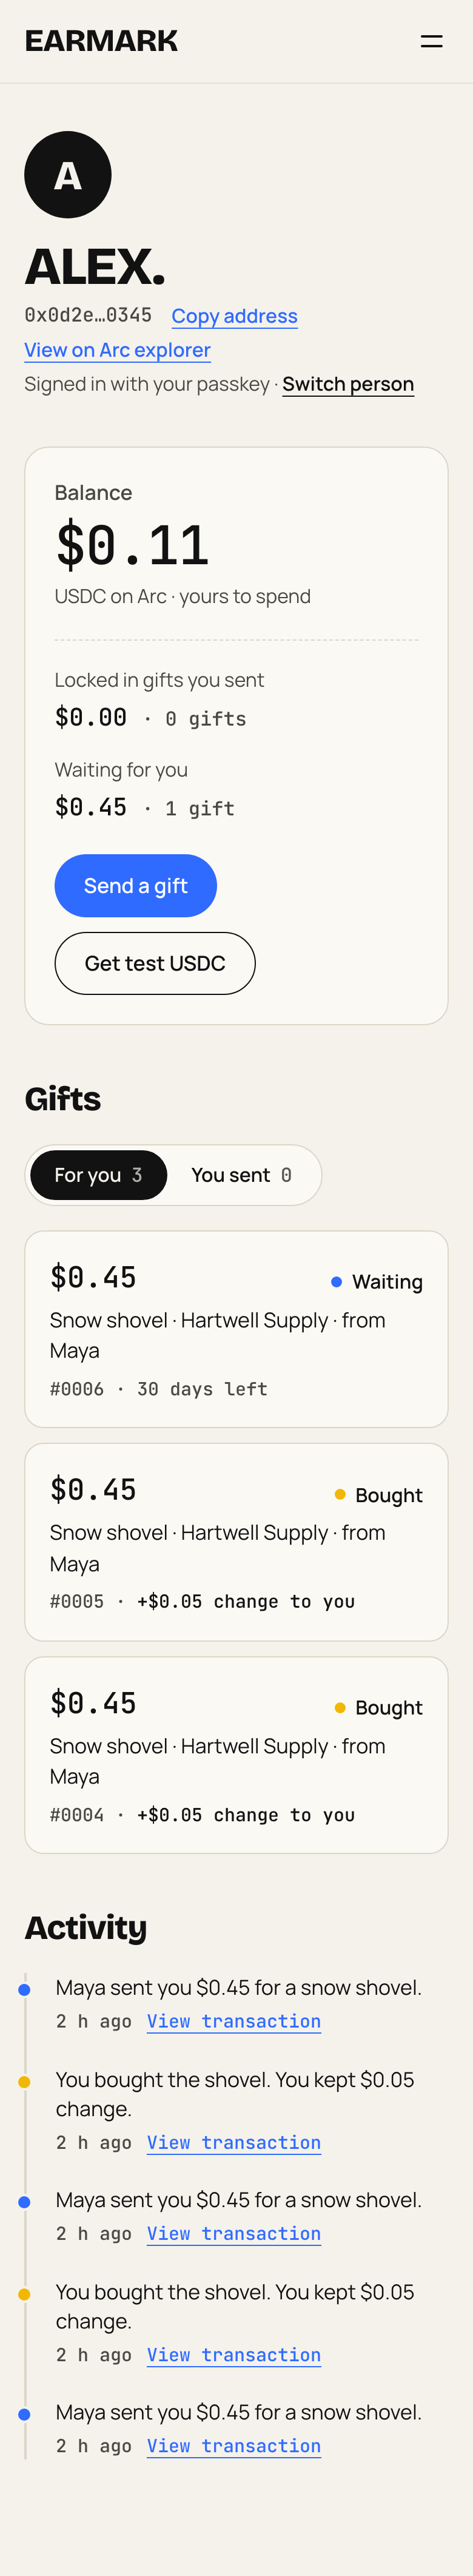 EARMARK
A
ALEX.
0x0d2e…0345 Copy address
View on Arc explorer
Signed in with your passkey · Switch person
Balance
$0.11
USDC on Arc · yours to spend
Locked in gifts you sent
$0.00 · 0 gifts
Waiting for you
$0.45 · 1 gift
Send a gift
Get test USDC
Gifts
For you 3 You sent 0
$0.45 Waiting
Snow shovel · Hartwell Supply · from
Maya
#0006 · 30 days left
$0.45 Bought
Snow shovel · Hartwell Supply · from
Maya
#0005 · +$0.05 change to you
$0.45 Bought
Snow shovel · Hartwell Supply · from
Maya
#0004 · +$0.05 change to you
Activity
Maya sent you $0.45 for a snow shovel.
2 h ago View transaction
You bought the shovel. You kept $0.05
change.
2 h ago View transaction
Maya sent you $0.45 for a snow shovel.
2 h ago View transaction
You bought the shovel. You kept $0.05
change.
2 h ago View transaction
Maya sent you $0.45 for a snow shovel.
2 h ago View transaction